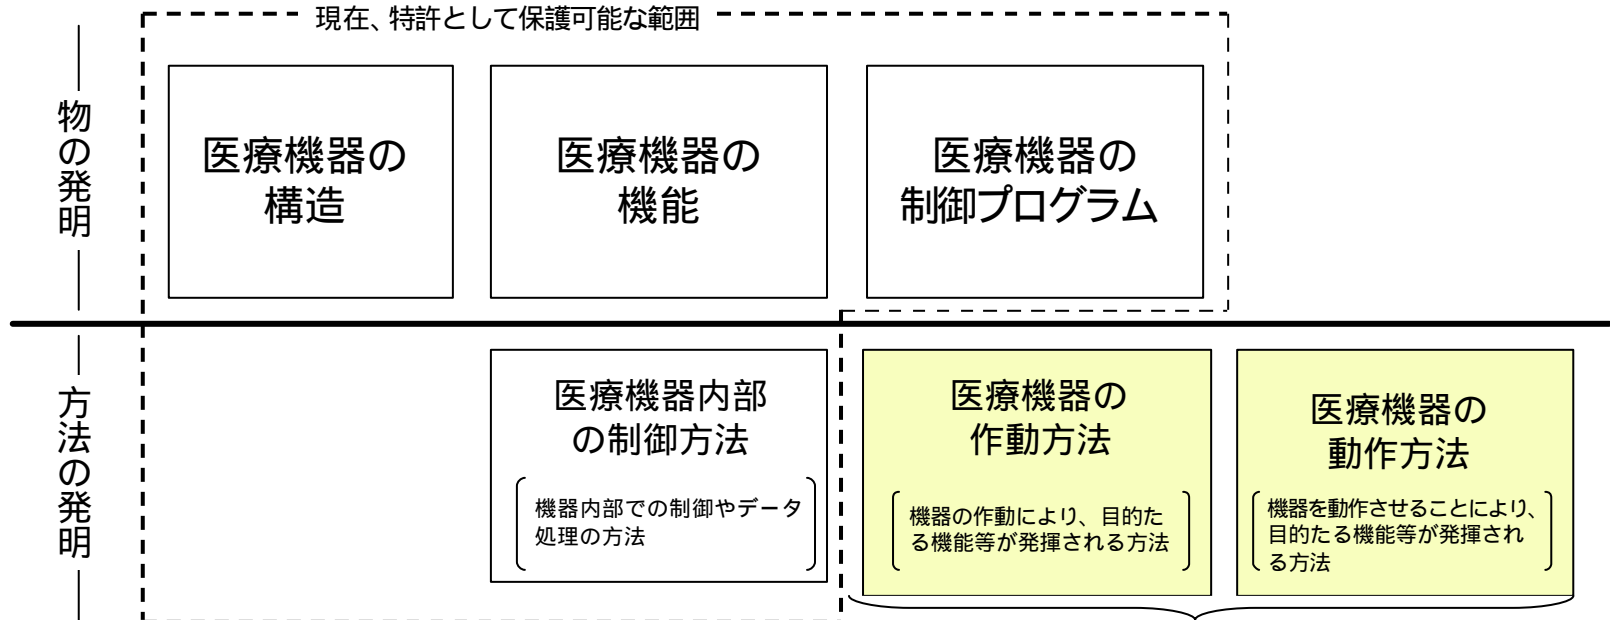 現在、特許として保護可能な範囲
物の発明
医療機器の
構造
医療機器の
機能
医療機器の
制御プログラム
方法の発明
医療機器内部
の制御方法
機器内部での制御やデータ
処理の方法
医療機器の
作動方法
機器の作動により、目的た
る機能等が発揮される方法
医療機器の
動作方法
機器を動作させることにより、
目的たる機能等が発揮され
る方法